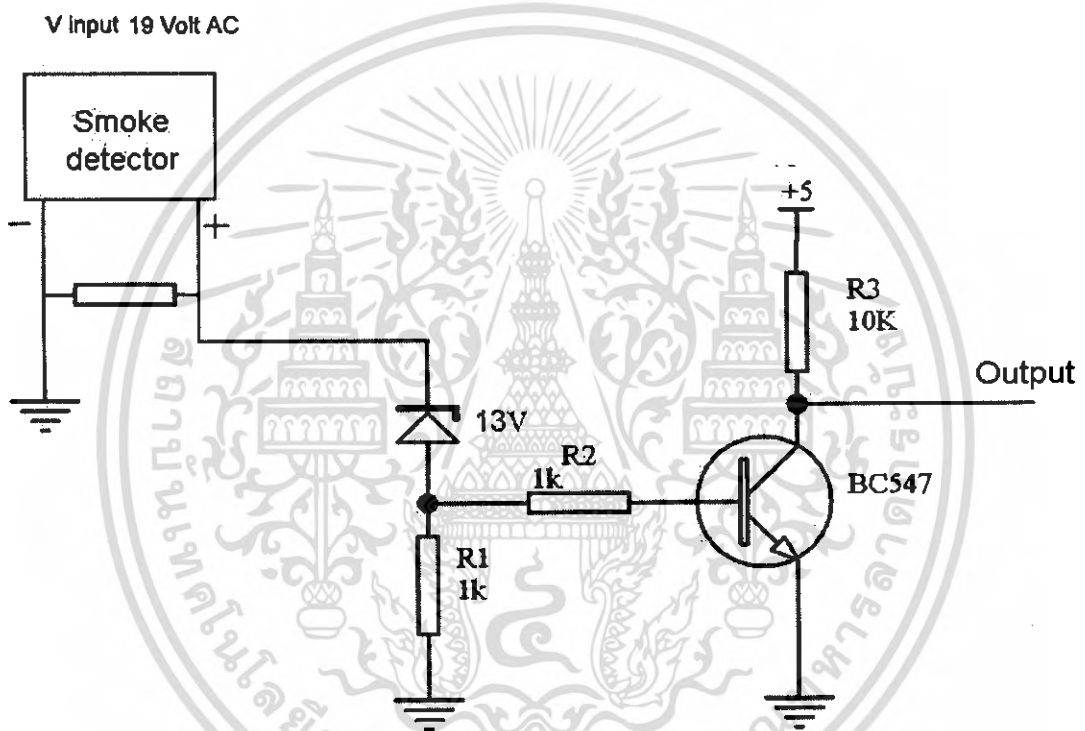 V input 19 Volt AC
Smoke
detector
-
+
+5
R3
10K
Output
13V
R2
1k
BC547
R1
1k